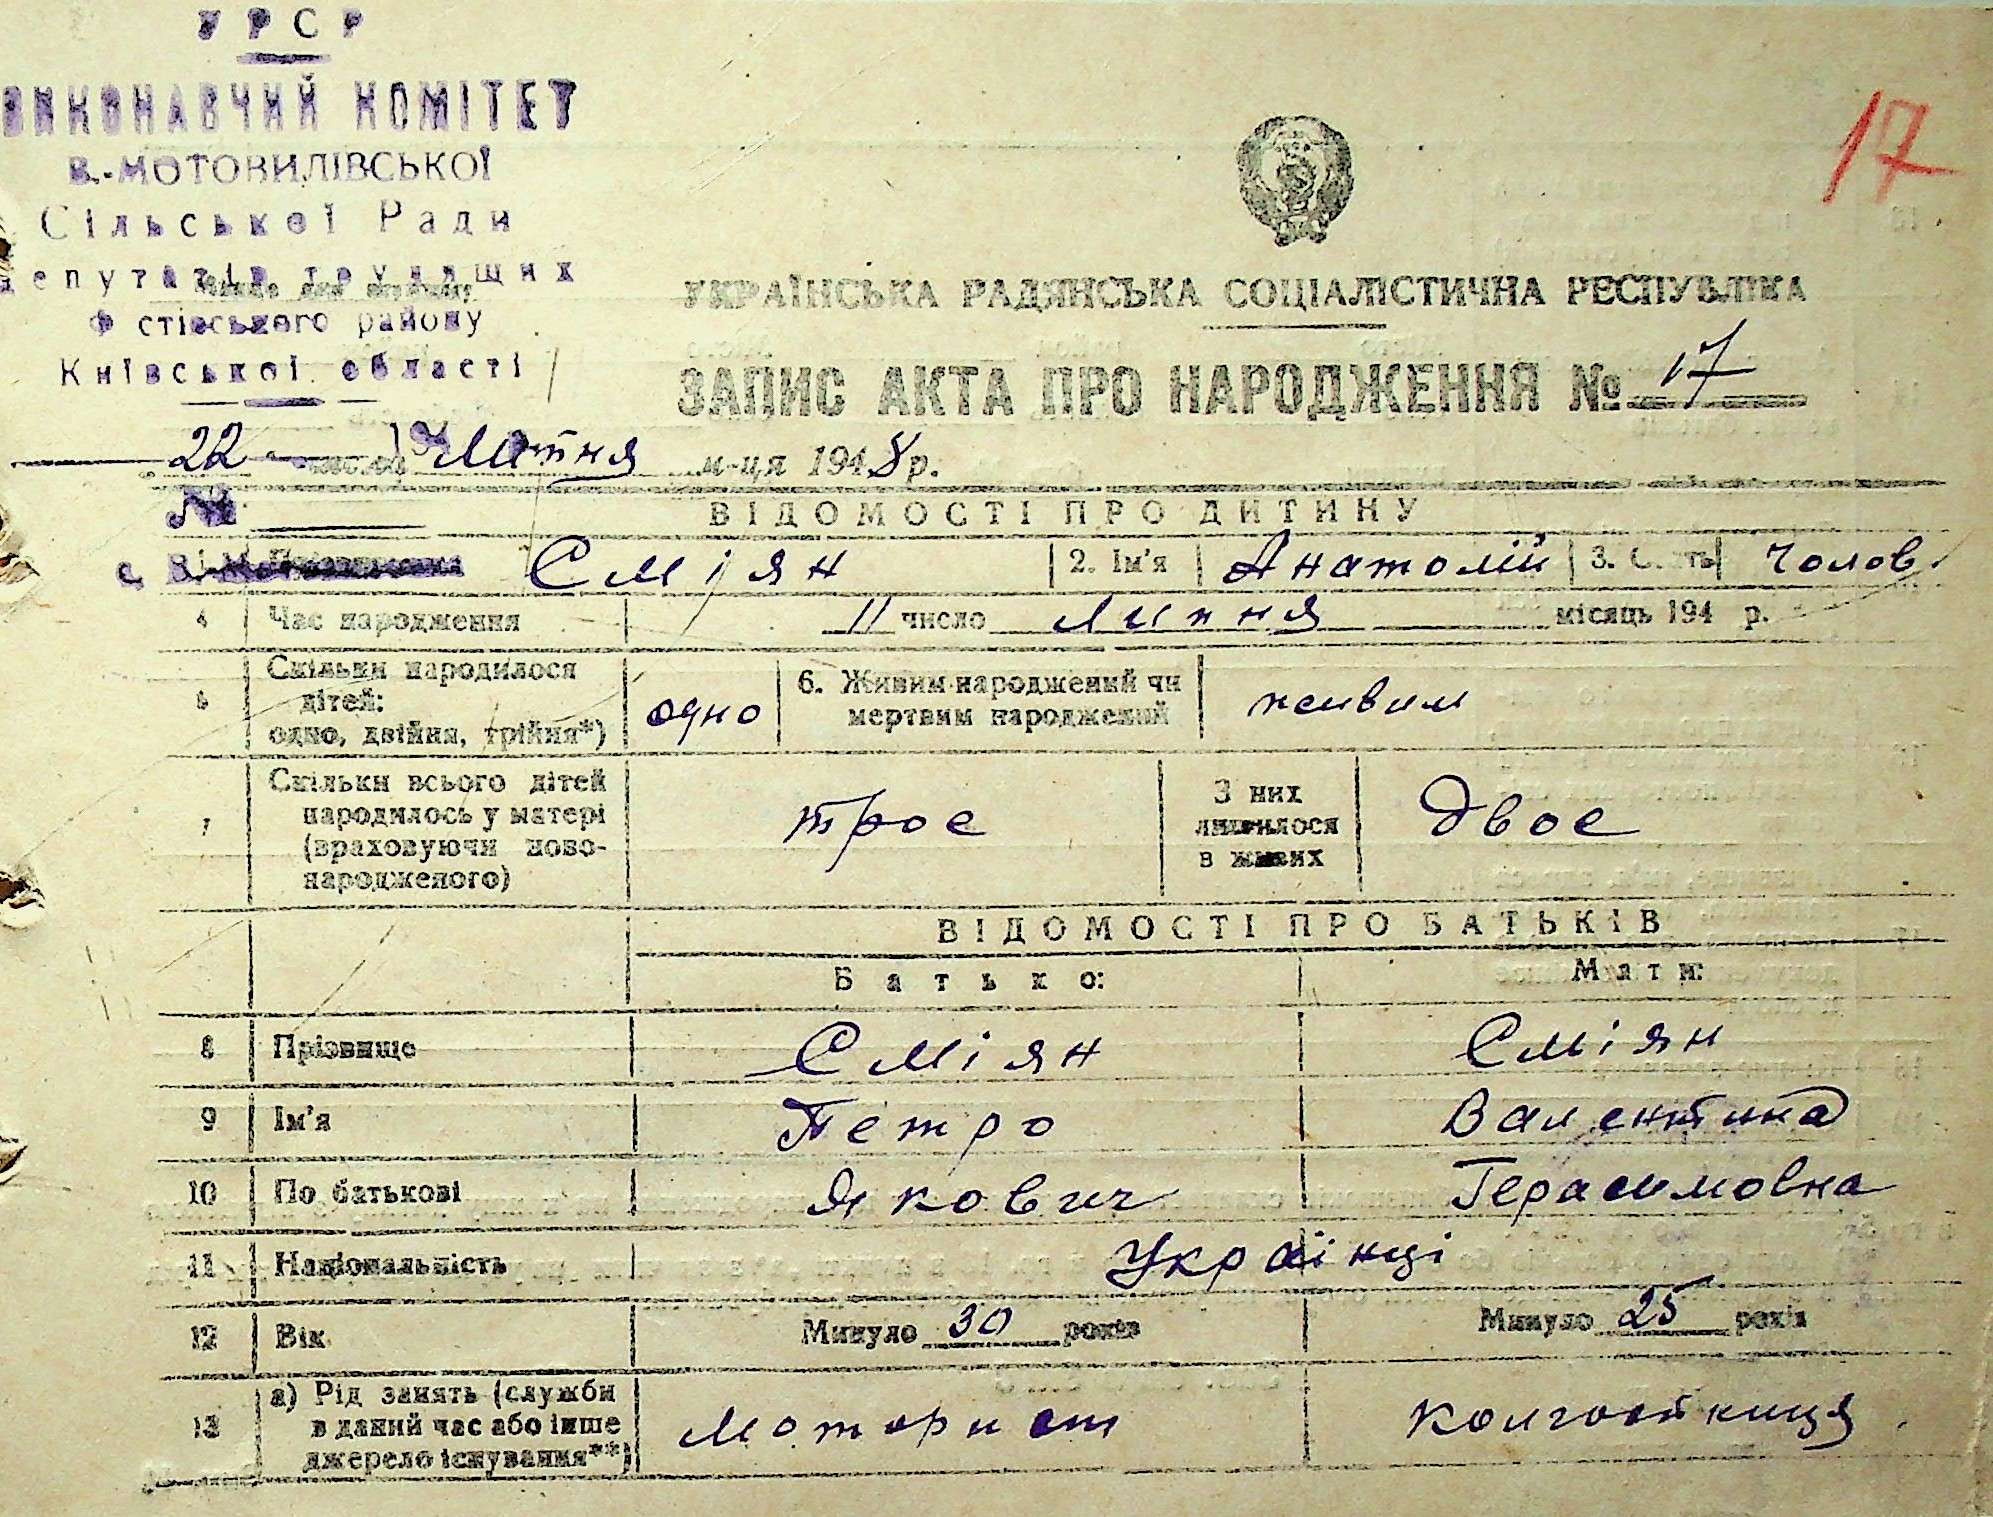 УРСР
ВИКОНАВЧИЙ КОМІТЕТ
В.-МОТОВИЛІВСЬКОЇ
Сільської Ради
депутатів трудящих
Ф стівського району
Київської області
17
УКРАЇНСЬКА РАДЯНСЬКА СОЦІАЛІСТИЧНА РЕСПУБЛІКА
ЗАПИС АКТА ПРО НАРОДЖЕННЯ № 17
22 липня м-ця 1948 р.
№
ВІДОМОСТІ ПРО ДИТИНУ
с. Сміян 2. Ім'я Анатолій 3. Стать Чолов.
4 Час народження 11 число липня місяць 194 р.
5 Скільки народилося дітей: одно, двійня, трійня*) одно 6. Живим народжений чи мертвим народжений живим
7 Скільки всього дітей народилось у матері (враховуючи новонародженого) троє З них лишилося в живих двоє
ВІДОМОСТІ ПРО БАТЬКІВ
Батько: Мати:
8 Прізвище Сміян Сміян
9 Ім'я Петро Валентина
10 По батькові Якович Герасимовна
11 Національність Українці
12 Вік Минуло 30 років Минуло 25 років
13 а) Рід занять (служби в даний час або інше джерело існування**) моторист колгостниця